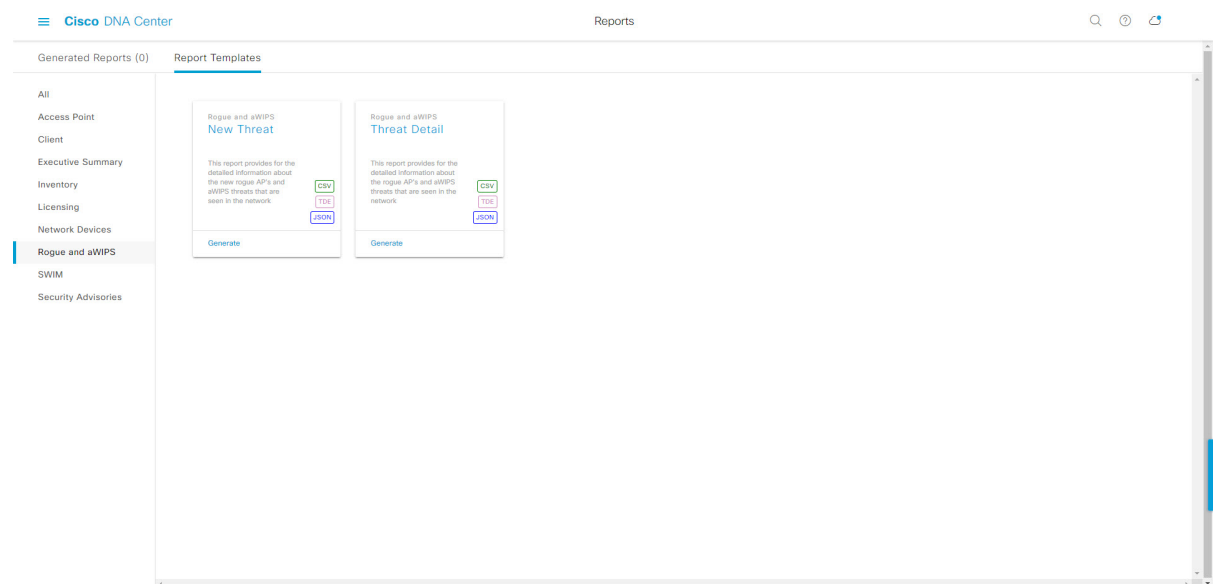 Cisco DNA Center
Reports
Generated Reports (0)
Report Templates
All
Access Point
Client
Executive Summary
Inventory
Licensing
Network Devices
Rogue and aWIPS
SWIM
Security Advisories
Rogue and aWIPS
New Threat
This report provides for the
detailed information about
the new rogue AP's and
aWIPS threats that are
seen in the network
CSV
TDE
JSON
Generate
Rogue and aWIPS
Threat Detail
This report provides for the
detailed information about
the rogue AP's and aWIPS
threats that are seen in the
network
CSV
TDE
JSON
Generate